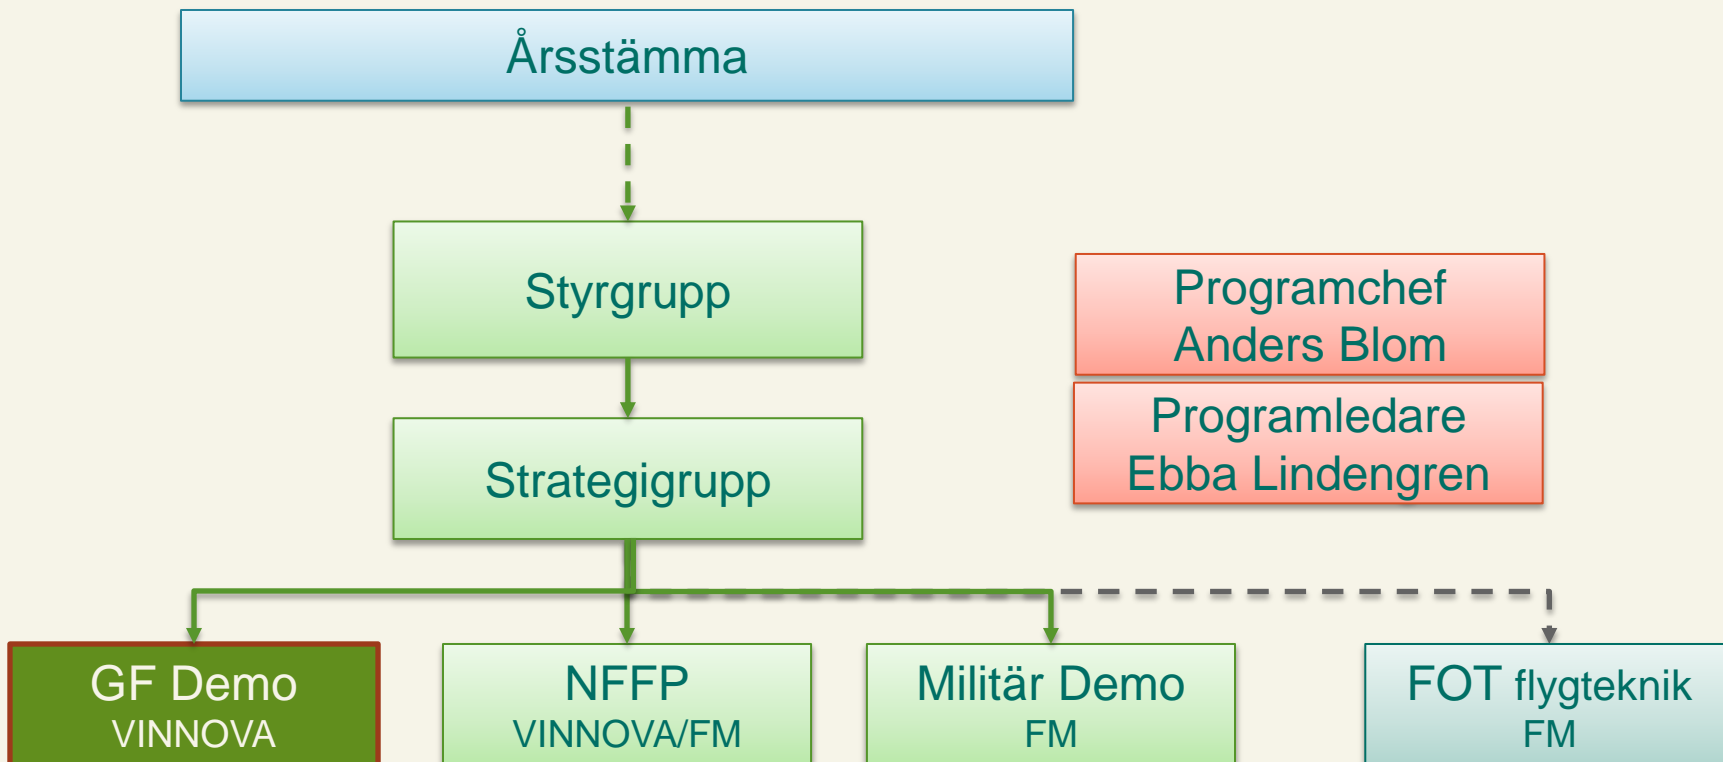 Årsstämma
Styrgrupp
Programchef
Anders Blom
Programledare
Ebba Lindengren
Strategigrupp
GF Demo
VINNOVA
NFFP
VINNOVA/FM
Militär Demo
FM
FOT flygteknik
FM